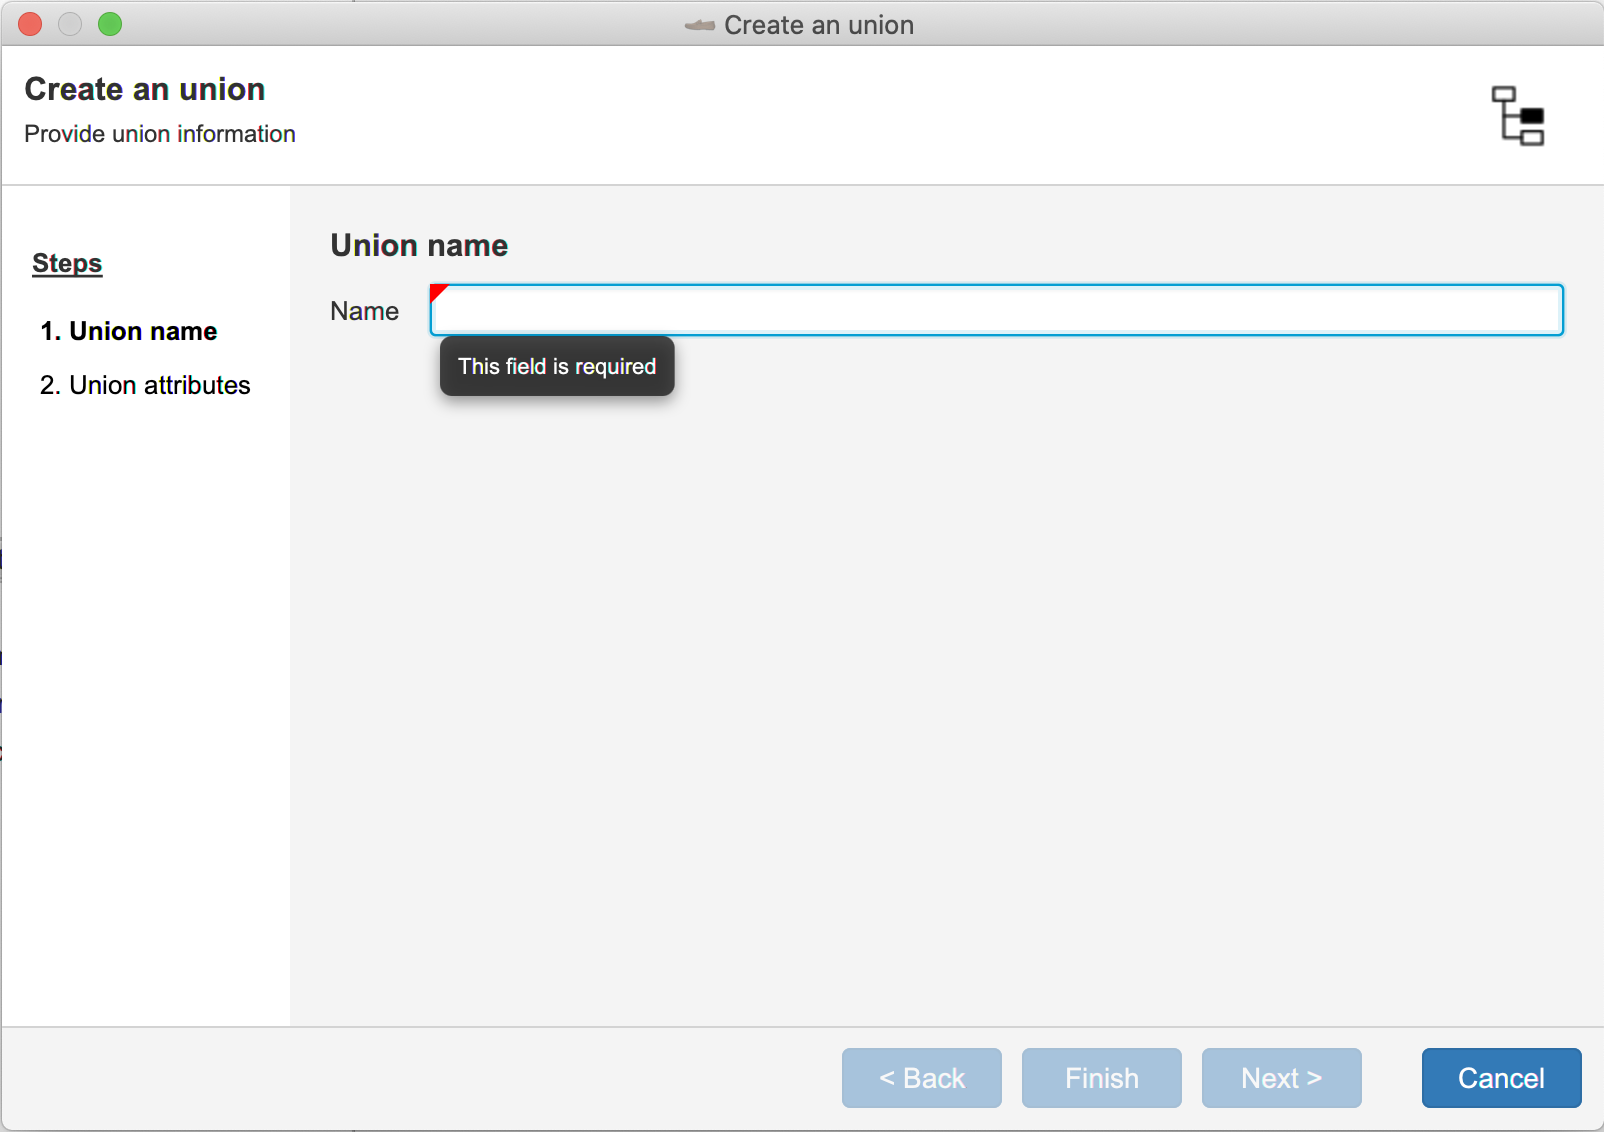 Create an union
Create an union
Provide union information
Steps
1. Union name
2. Union attributes
Union name
Name
This field is required
< Back
Finish
Next >
Cancel